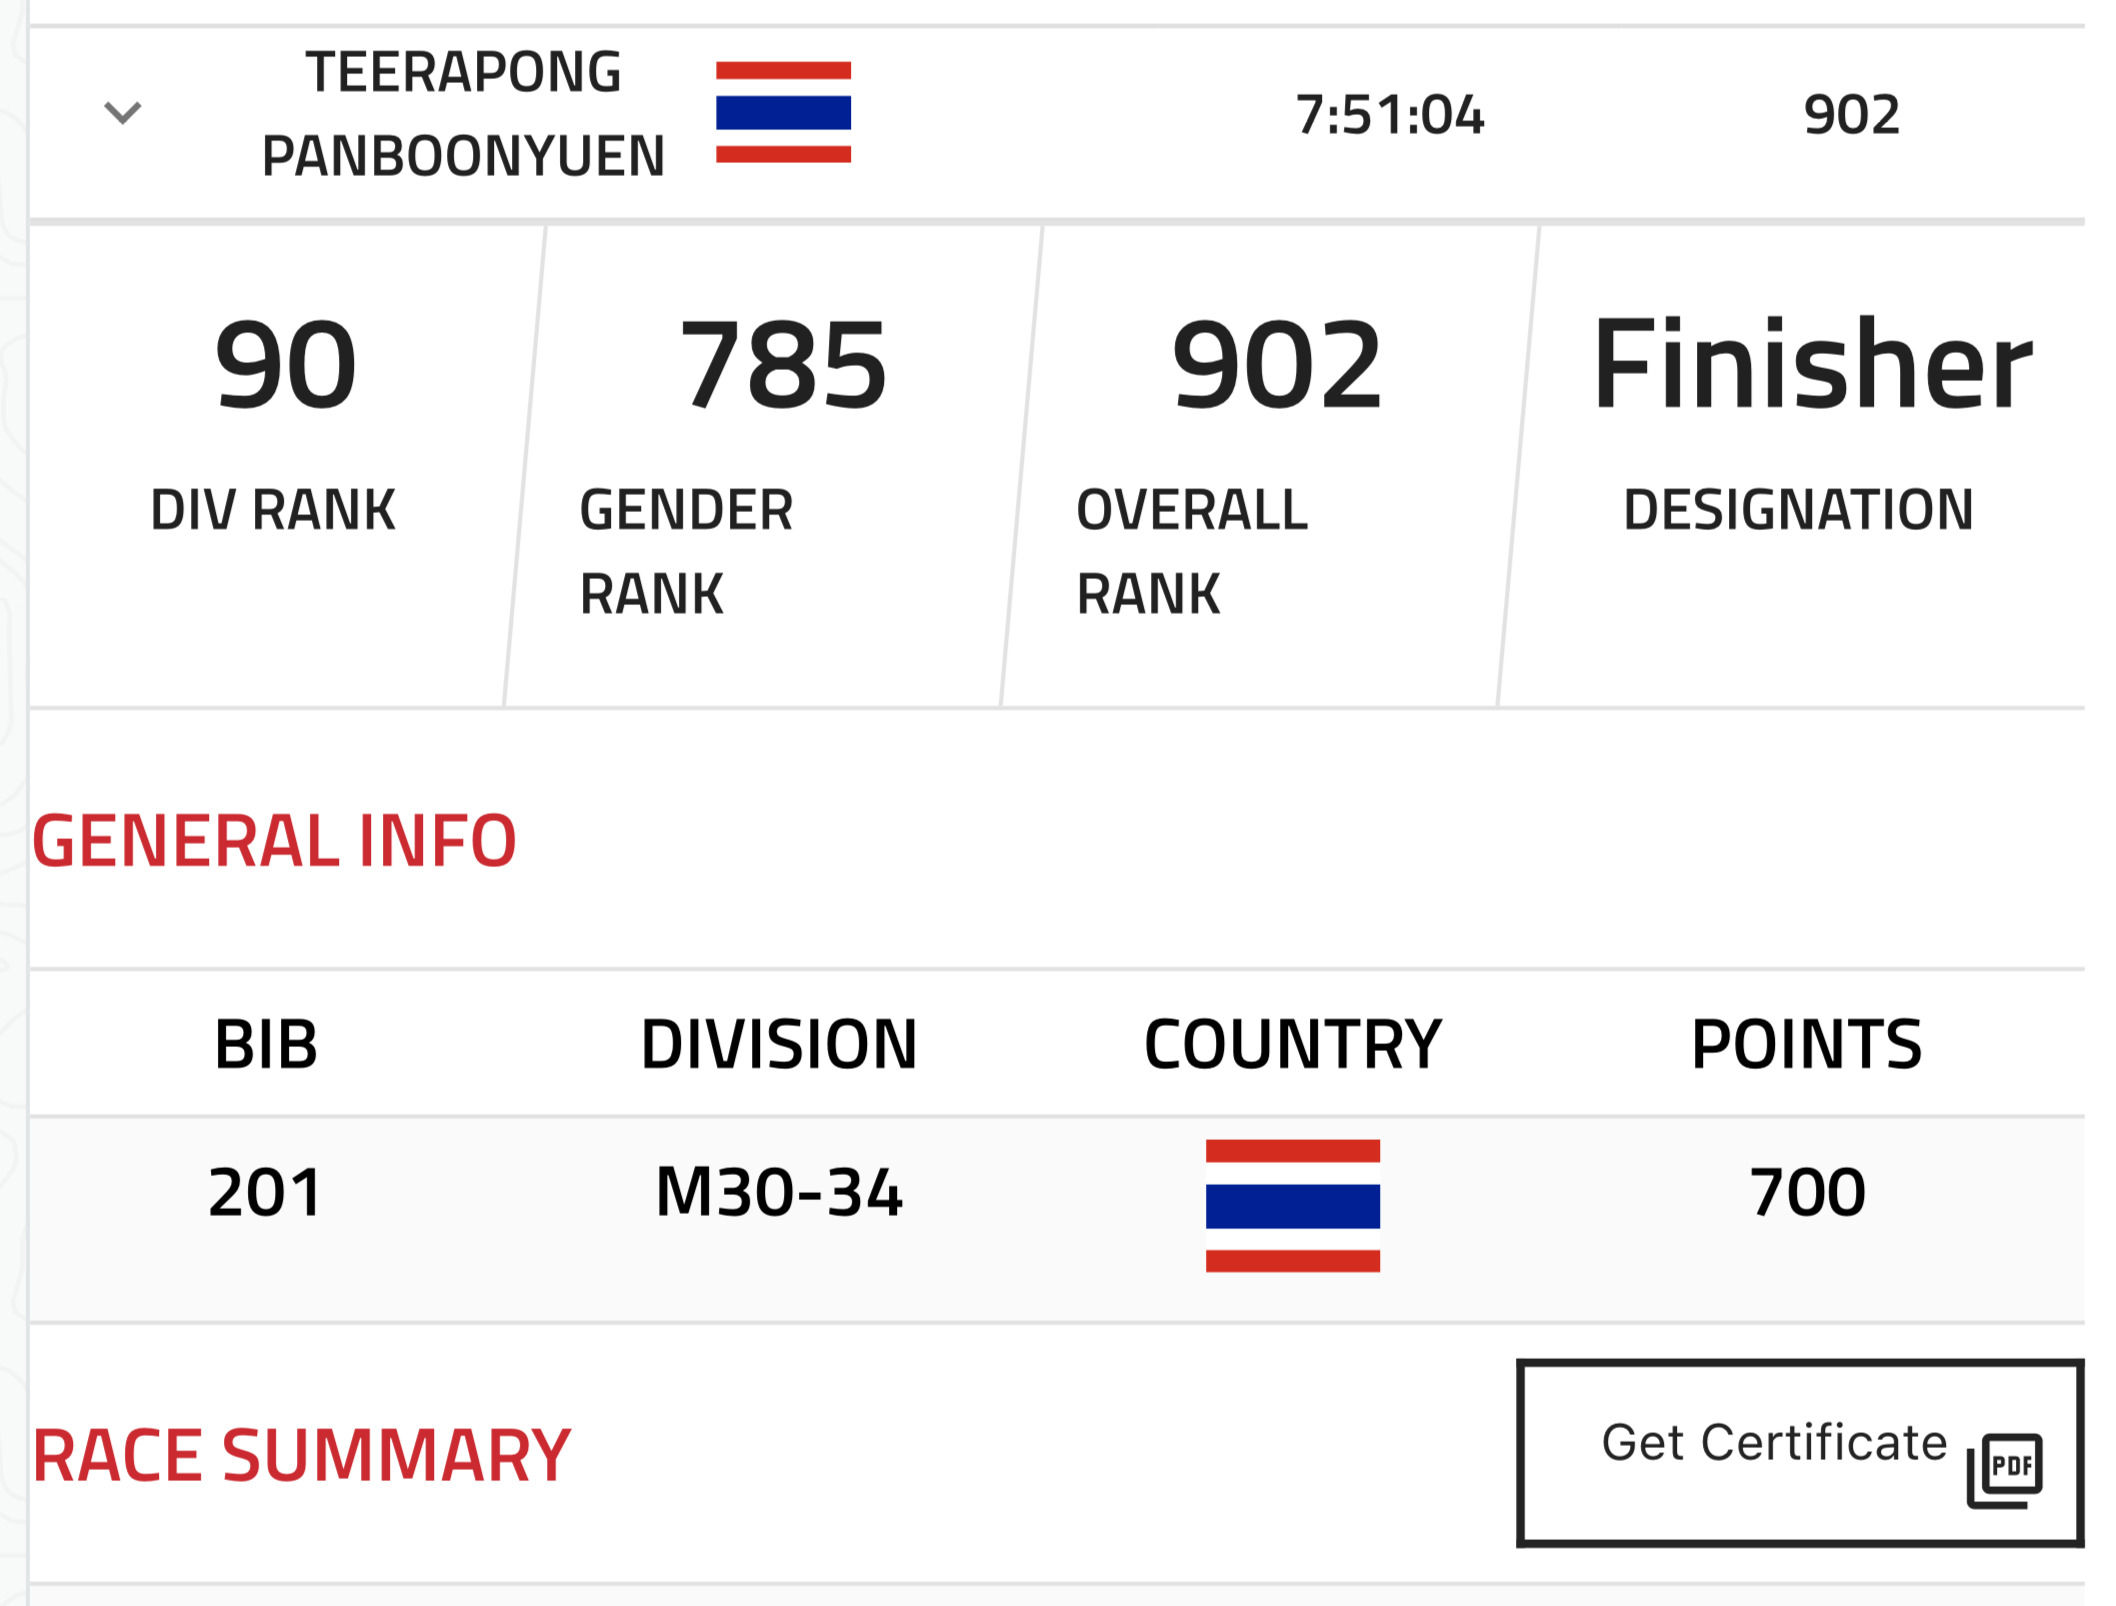 TEERAPONG
PANBOONYUEN
7:51:04
902
90
785
902
Finisher
DIV RANK
GENDER
RANK
OVERALL
RANK
DESIGNATION
GENERAL INFO
BIB
DIVISION
COUNTRY
POINTS
201
M30-34
700
RACE SUMMARY
Get Certificate
PDF